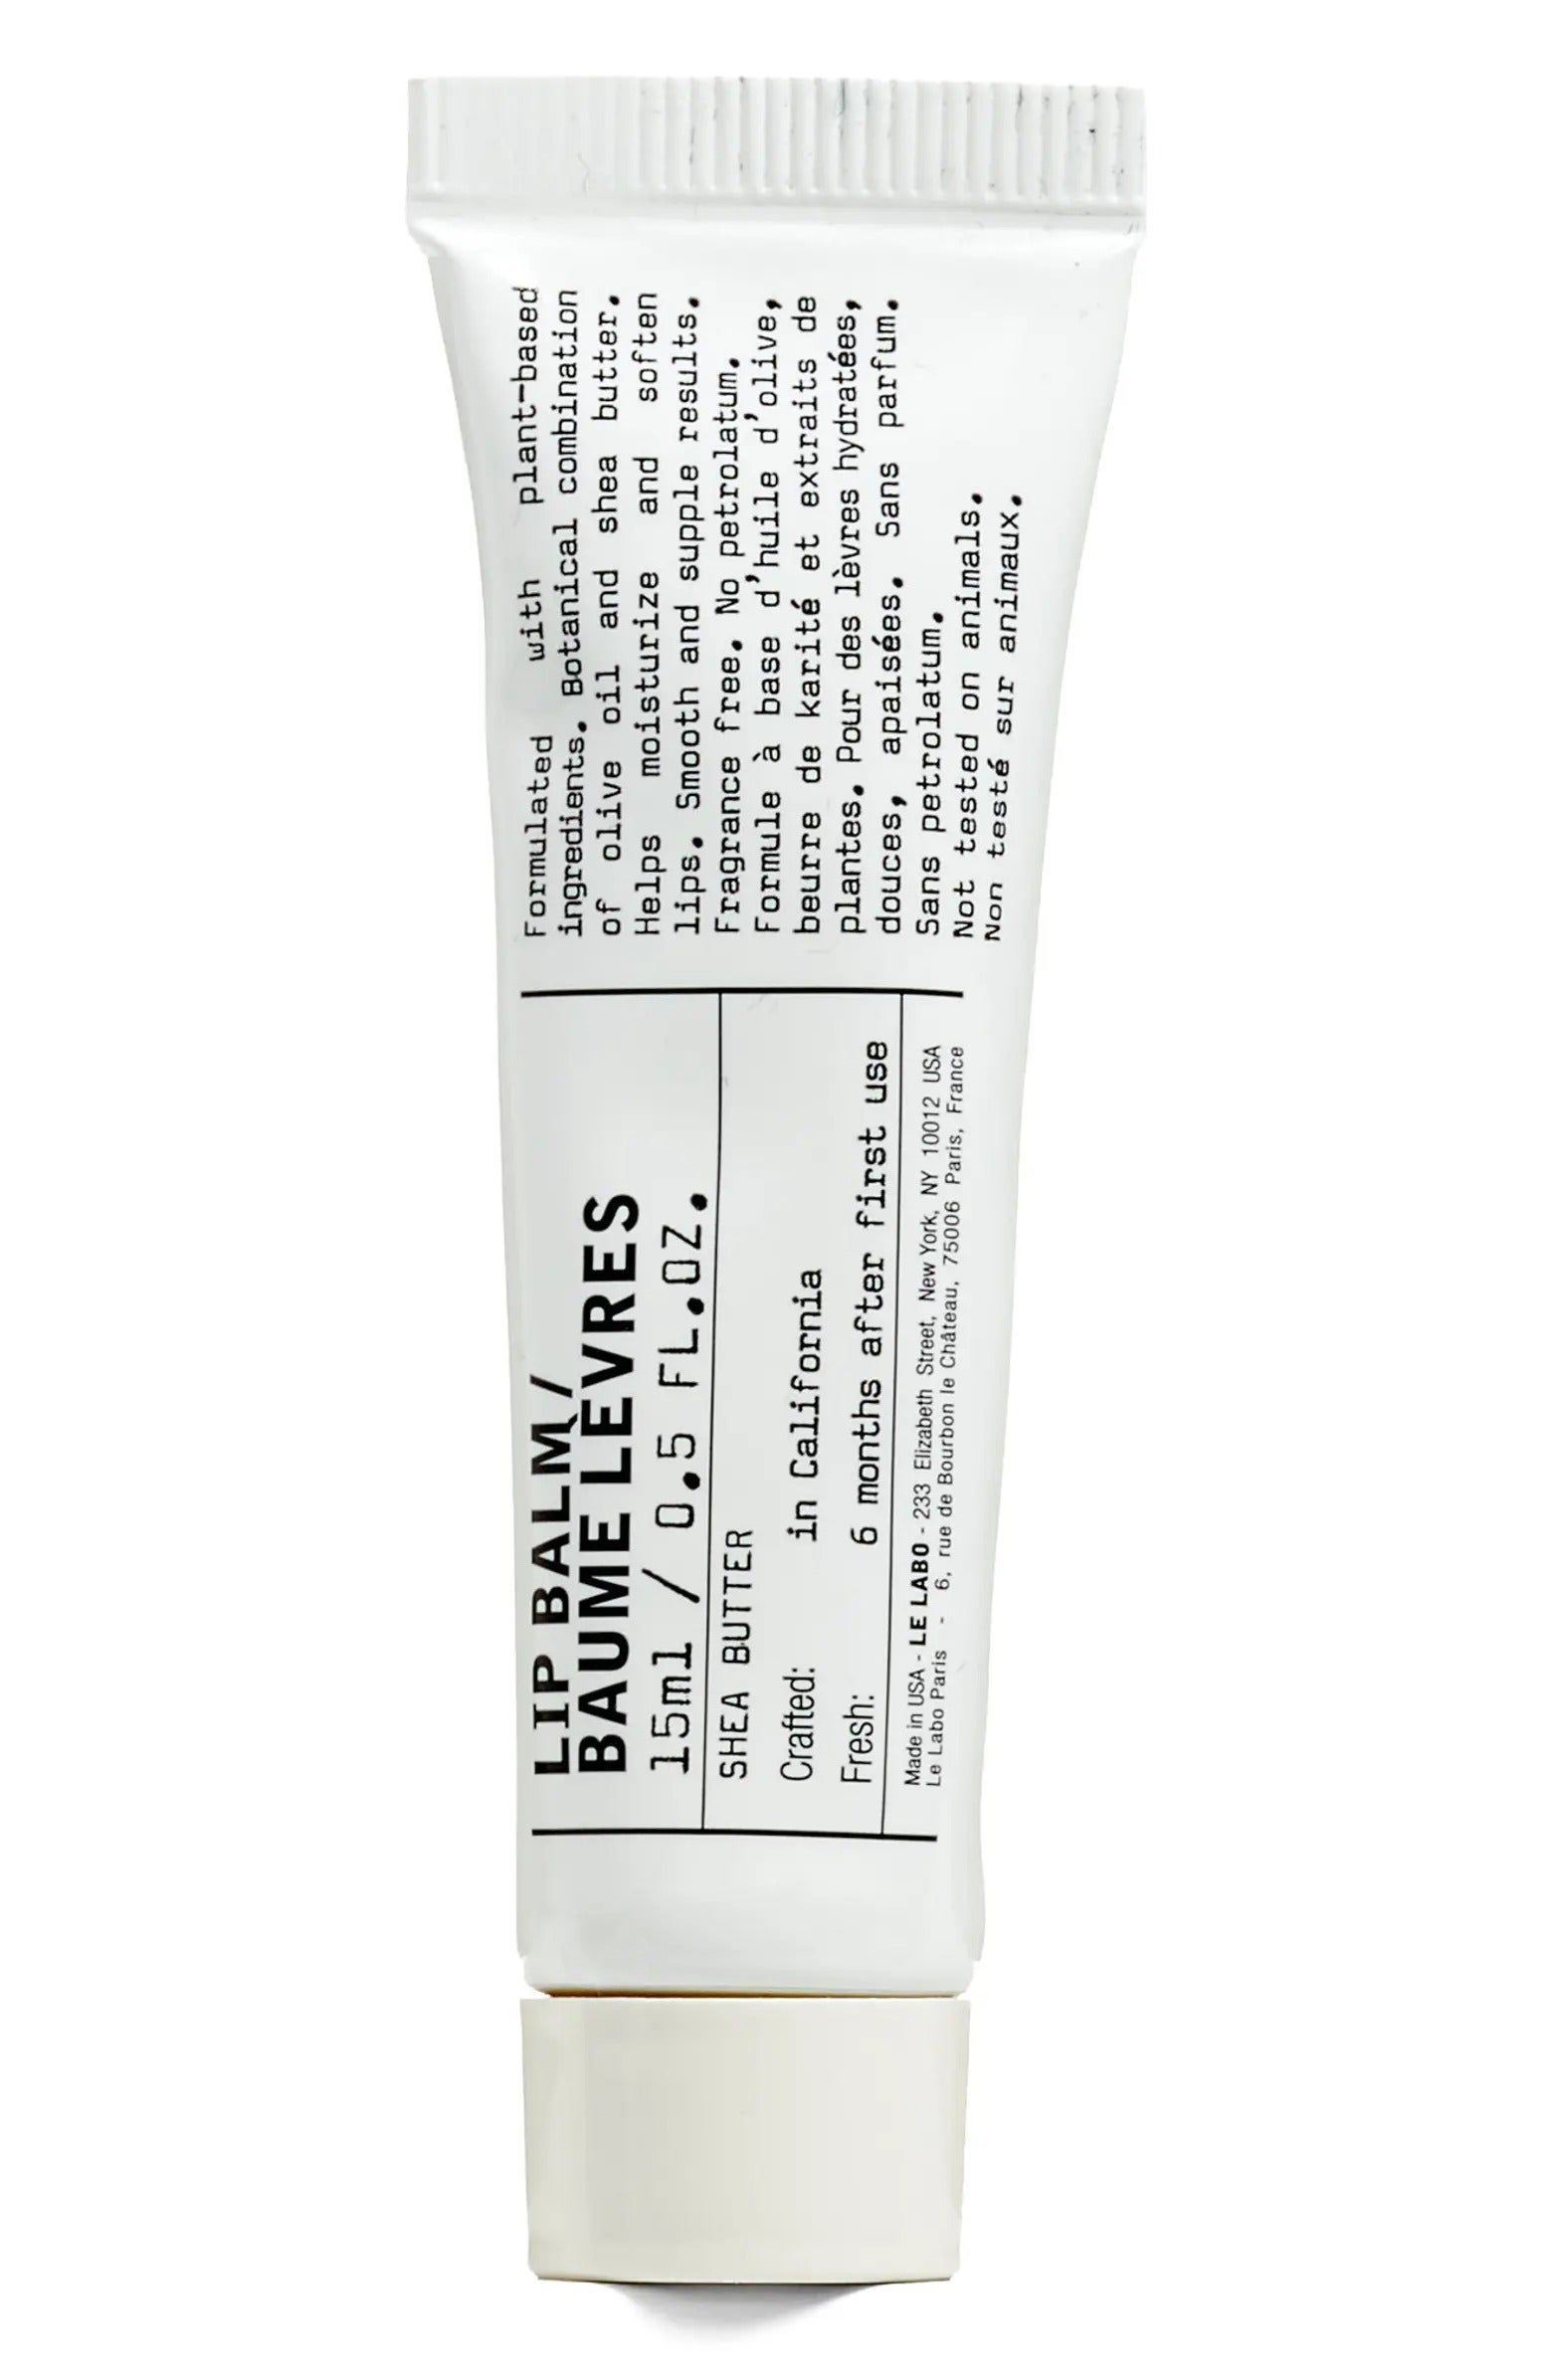 LIP BALM/
BAUME LEVRES
15ml / 0.5 FL.OZ.
SHEA BUTTER
Crafted: in California
Fresh: 6 months after first use
Made in USA - LE LABO - 233 Elizabeth Street, New York, NY 10012 USA
Le Labo Paris - 6, rue de Bourbon le Château, 75006 Paris, France
Formulated with plant-based
ingredients. Botanical combination
of olive oil and shea butter.
Helps moisturize and soften
lips. Smooth and supple results.
Fragrance free. No petrolatum.
Formule à base d'huile d'olive,
beurre de karité et extraits de
plantes. Pour des lèvres hydratées,
douces, apaisées. Sans parfum.
Sans petrolatum.
Not tested on animals.
Non testé sur animaux.